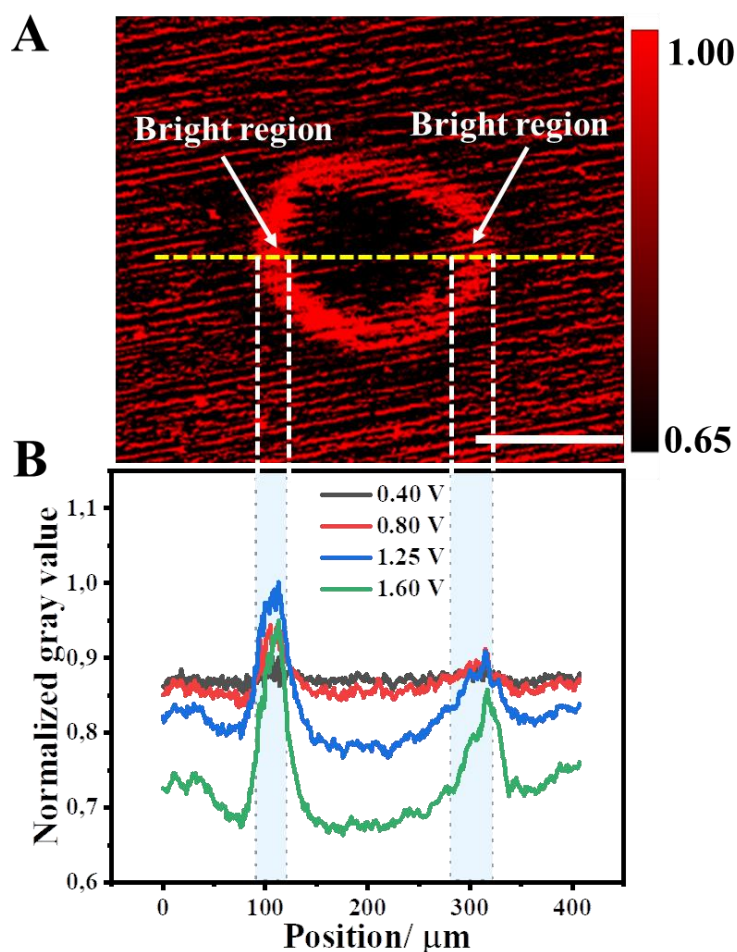 A
1.00
Bright region
Bright region
0.65
B
1,1
0.40 V
0.80 V
1.25 V
1.60 V
1,0
0,9
0,8
0,7
0,6
Normalized gray value
0
100
200
300
400
Position/ μm